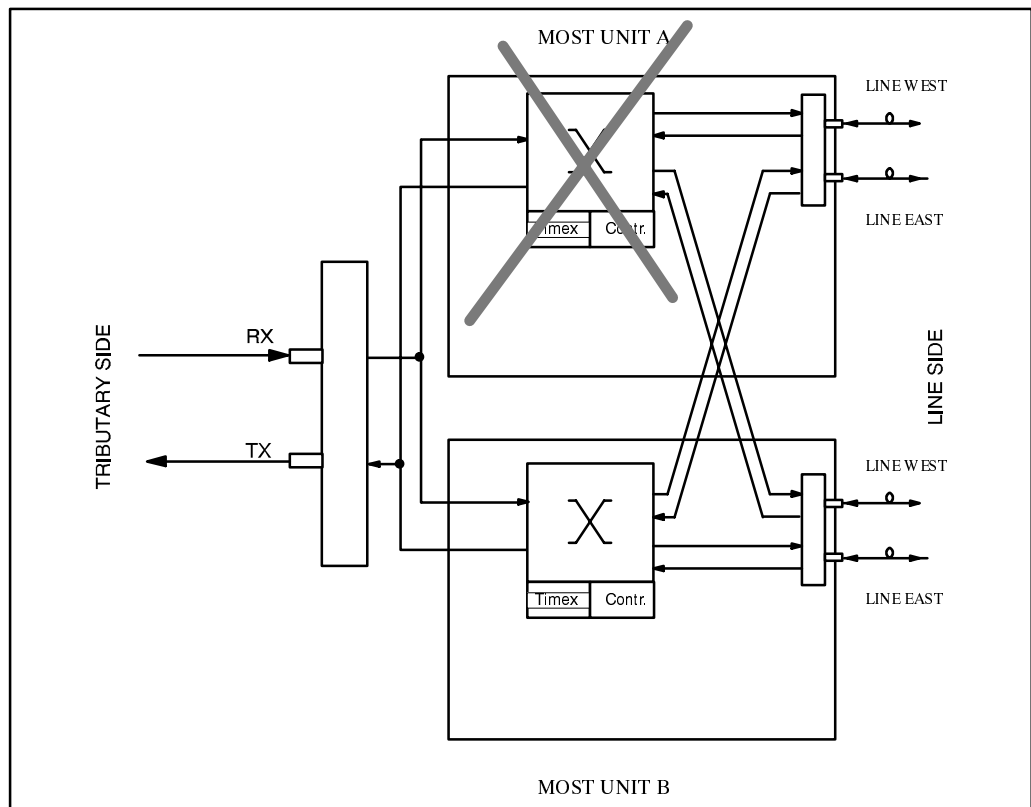 MOST UNIT A
LINE WEST
LINE EAST
Timex Contr.
RX
TX
TRIBUTARY SIDE
LINE SIDE
LINE WEST
LINE EAST
Timex Contr.
MOST UNIT B